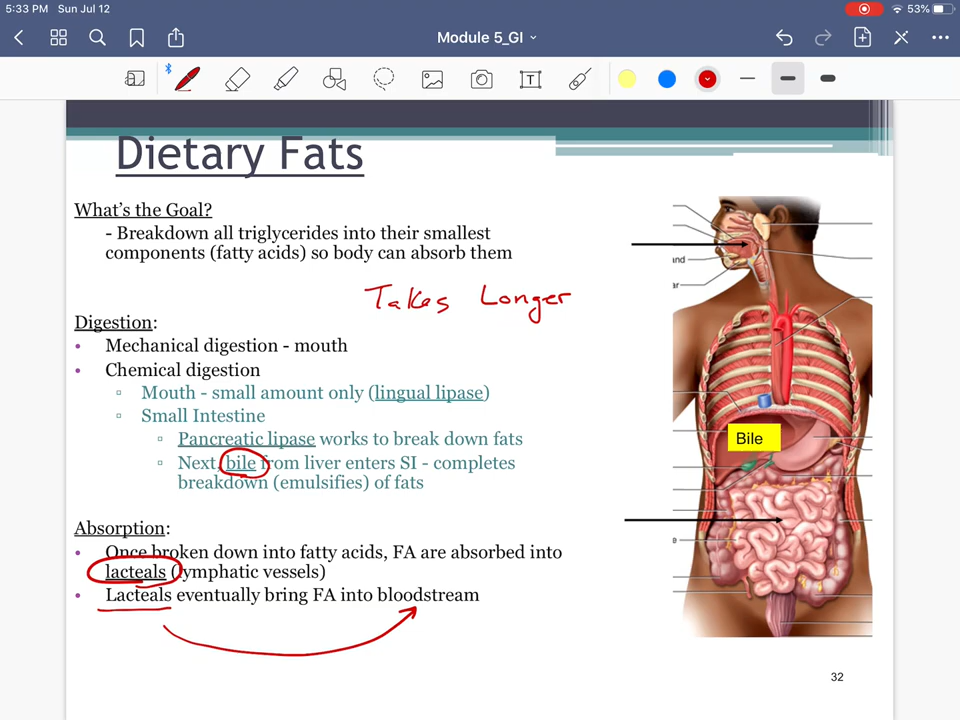 5:33 PM Sun Jul 12
53%
Module 5_GI
T
Dietary Fats
What's the Goal?
- Breakdown all triglycerides into their smallest
components (fatty acids) so body can absorb them
Takes Longer
Digestion:
• Mechanical digestion - mouth
• Chemical digestion
▫ Mouth - small amount only (lingual lipase)
▫ Small Intestine
▫ Pancreatic lipase works to break down fats
▫ Next, bile from liver enters SI - completes
breakdown (emulsifies) of fats
Absorption:
• Once broken down into fatty acids, FA are absorbed into
lacteals (lymphatic vessels)
• Lacteals eventually bring FA into bloodstream
Bile
32